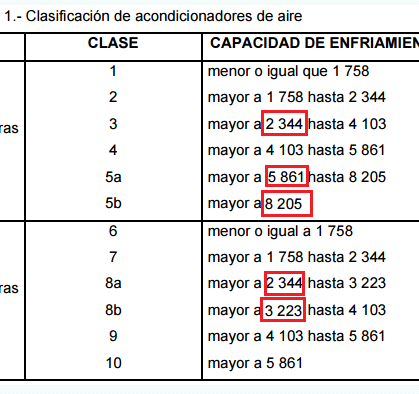 1.- Clasificación de acondicionadores de aire
CLASE CAPACIDAD DE ENFRIAMIEN
1 menor o igual que 1 758
2 mayor a 1 758 hasta 2 344
3 mayor a 2 344 hasta 4 103
4 mayor a 4 103 hasta 5 861
ras
5a mayor a 5 861 hasta 8 205
5b mayor a 8 205
6 menor o igual a 1 758
7 mayor a 1 758 hasta 2 344
8a mayor a 2 344 hasta 3 223
ras
8b mayor a 3 223 hasta 4 103
9 mayor a 4 103 hasta 5 861
10 mayor a 5 861